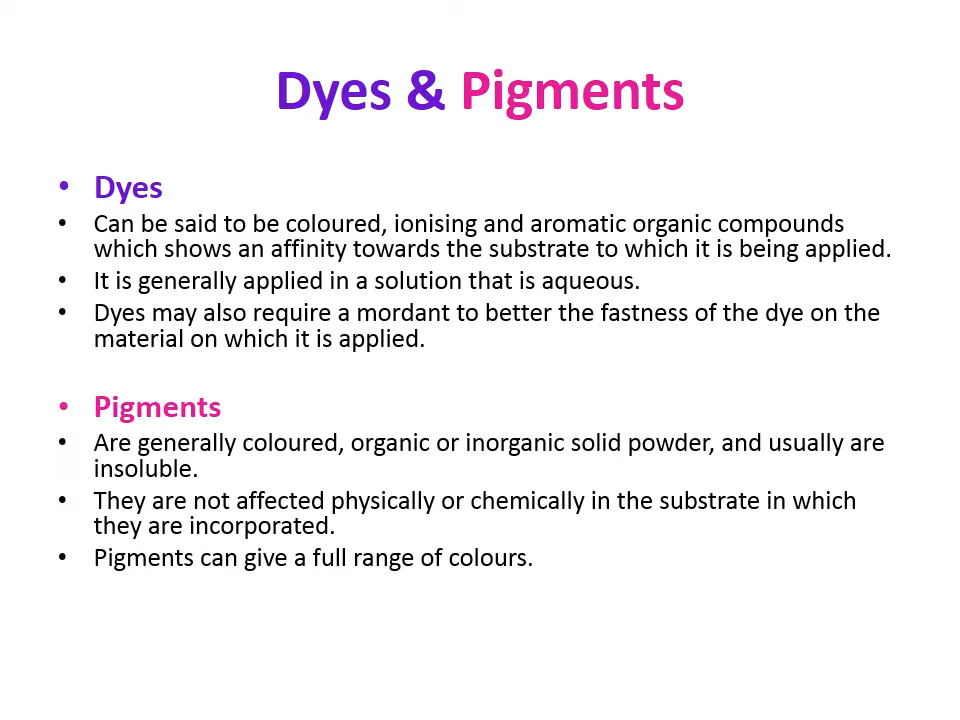 Dyes & Pigments
• Dyes
• Can be said to be coloured, ionising and aromatic organic compounds
which shows an affinity towards the substrate to which it is being applied.
• It is generally applied in a solution that is aqueous.
• Dyes may also require a mordant to better the fastness of the dye on the
material on which it is applied.
• Pigments
• Are generally coloured, organic or inorganic solid powder, and usually are
insoluble.
• They are not affected physically or chemically in the substrate in which
they are incorporated.
• Pigments can give a full range of colours.